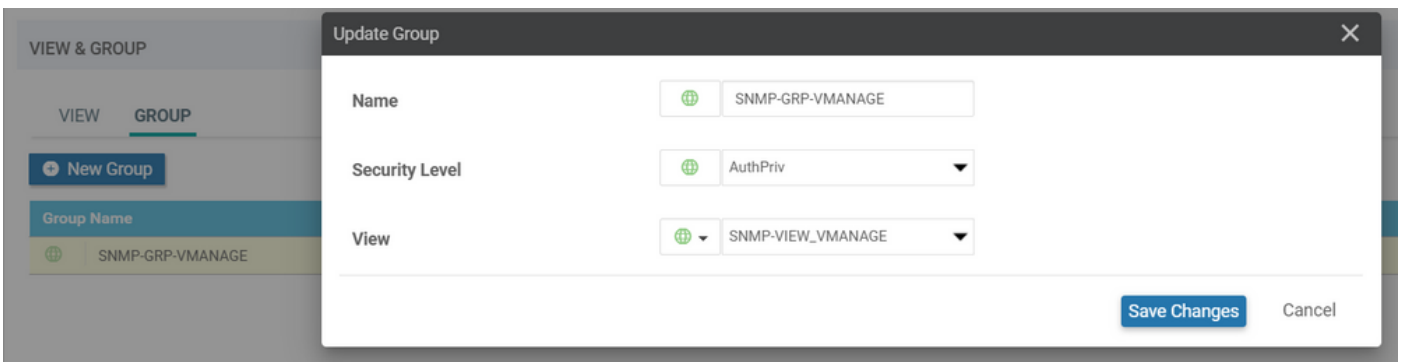 VIEW & GROUP
VIEW GROUP
New Group
Group Name
SNMP-GRP-VMANAGE
Update Group
Name SNMP-GRP-VMANAGE
Security Level AuthPriv
View SNMP-VIEW_VMANAGE
Save Changes Cancel